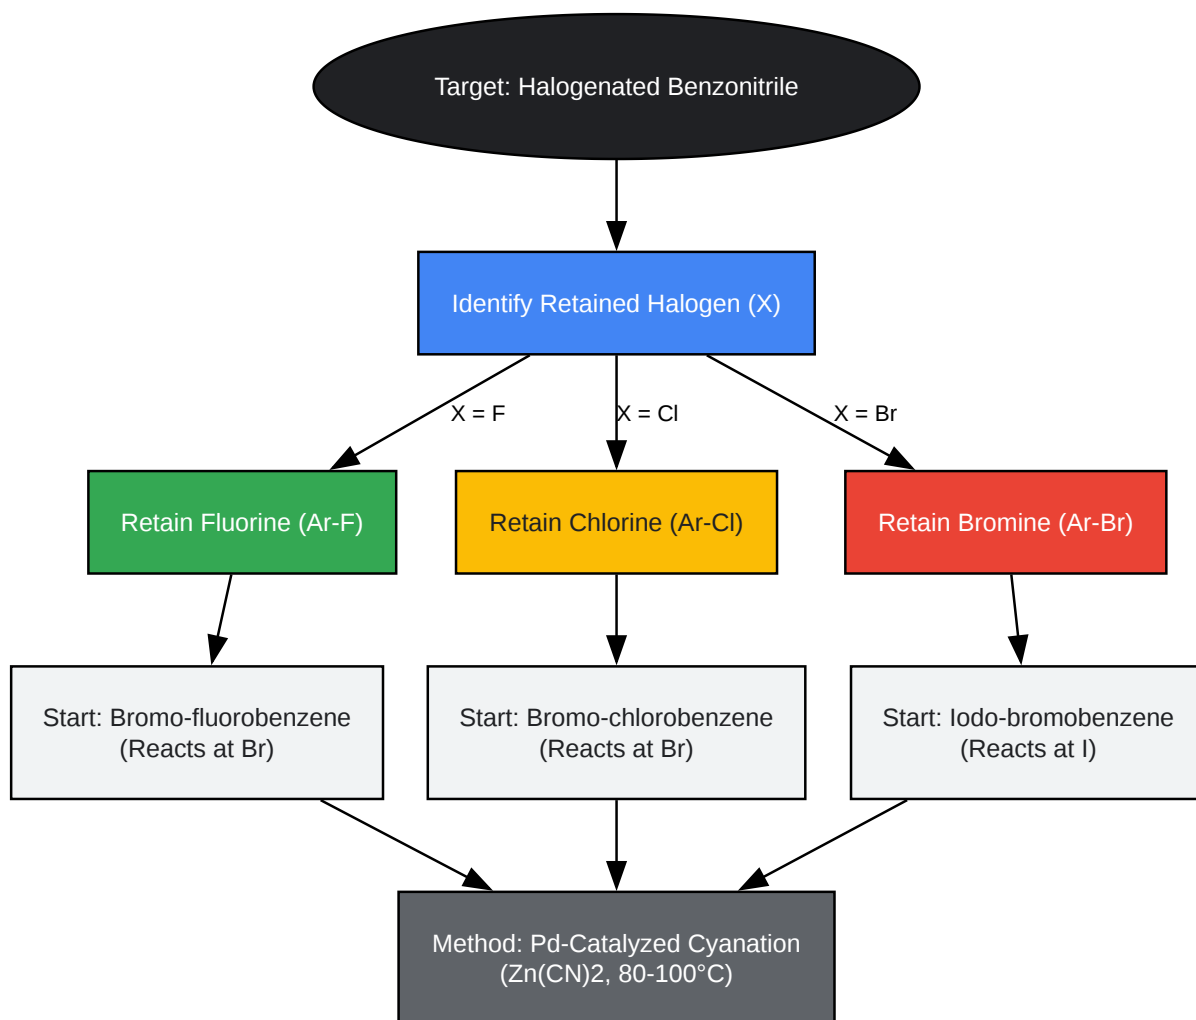 Target: Halogenated Benzonitrile
Identify Retained Halogen (X)
X = F
X = Cl
X = Br
Retain Fluorine (Ar-F)
Retain Chlorine (Ar-Cl)
Retain Bromine (Ar-Br)
Start: Bromo-fluorobenzene
(Reacts at Br)
Start: Bromo-chlorobenzene
(Reacts at Br)
Start: Iodo-bromobenzene
(Reacts at I)
Method: Pd-Catalyzed Cyanation
(Zn(CN)2, 80-100°C)